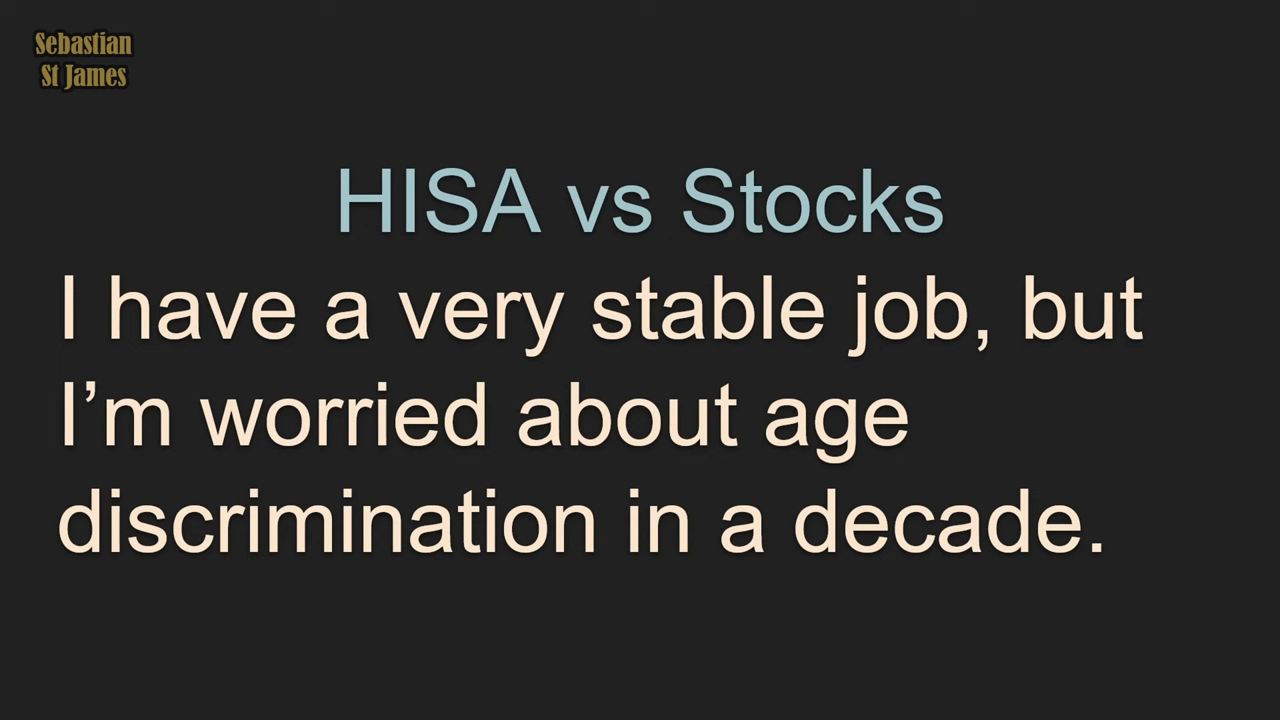 Sebastian
St James
HISA vs Stocks
I have a very stable job, but
I’m worried about age
discrimination in a decade.